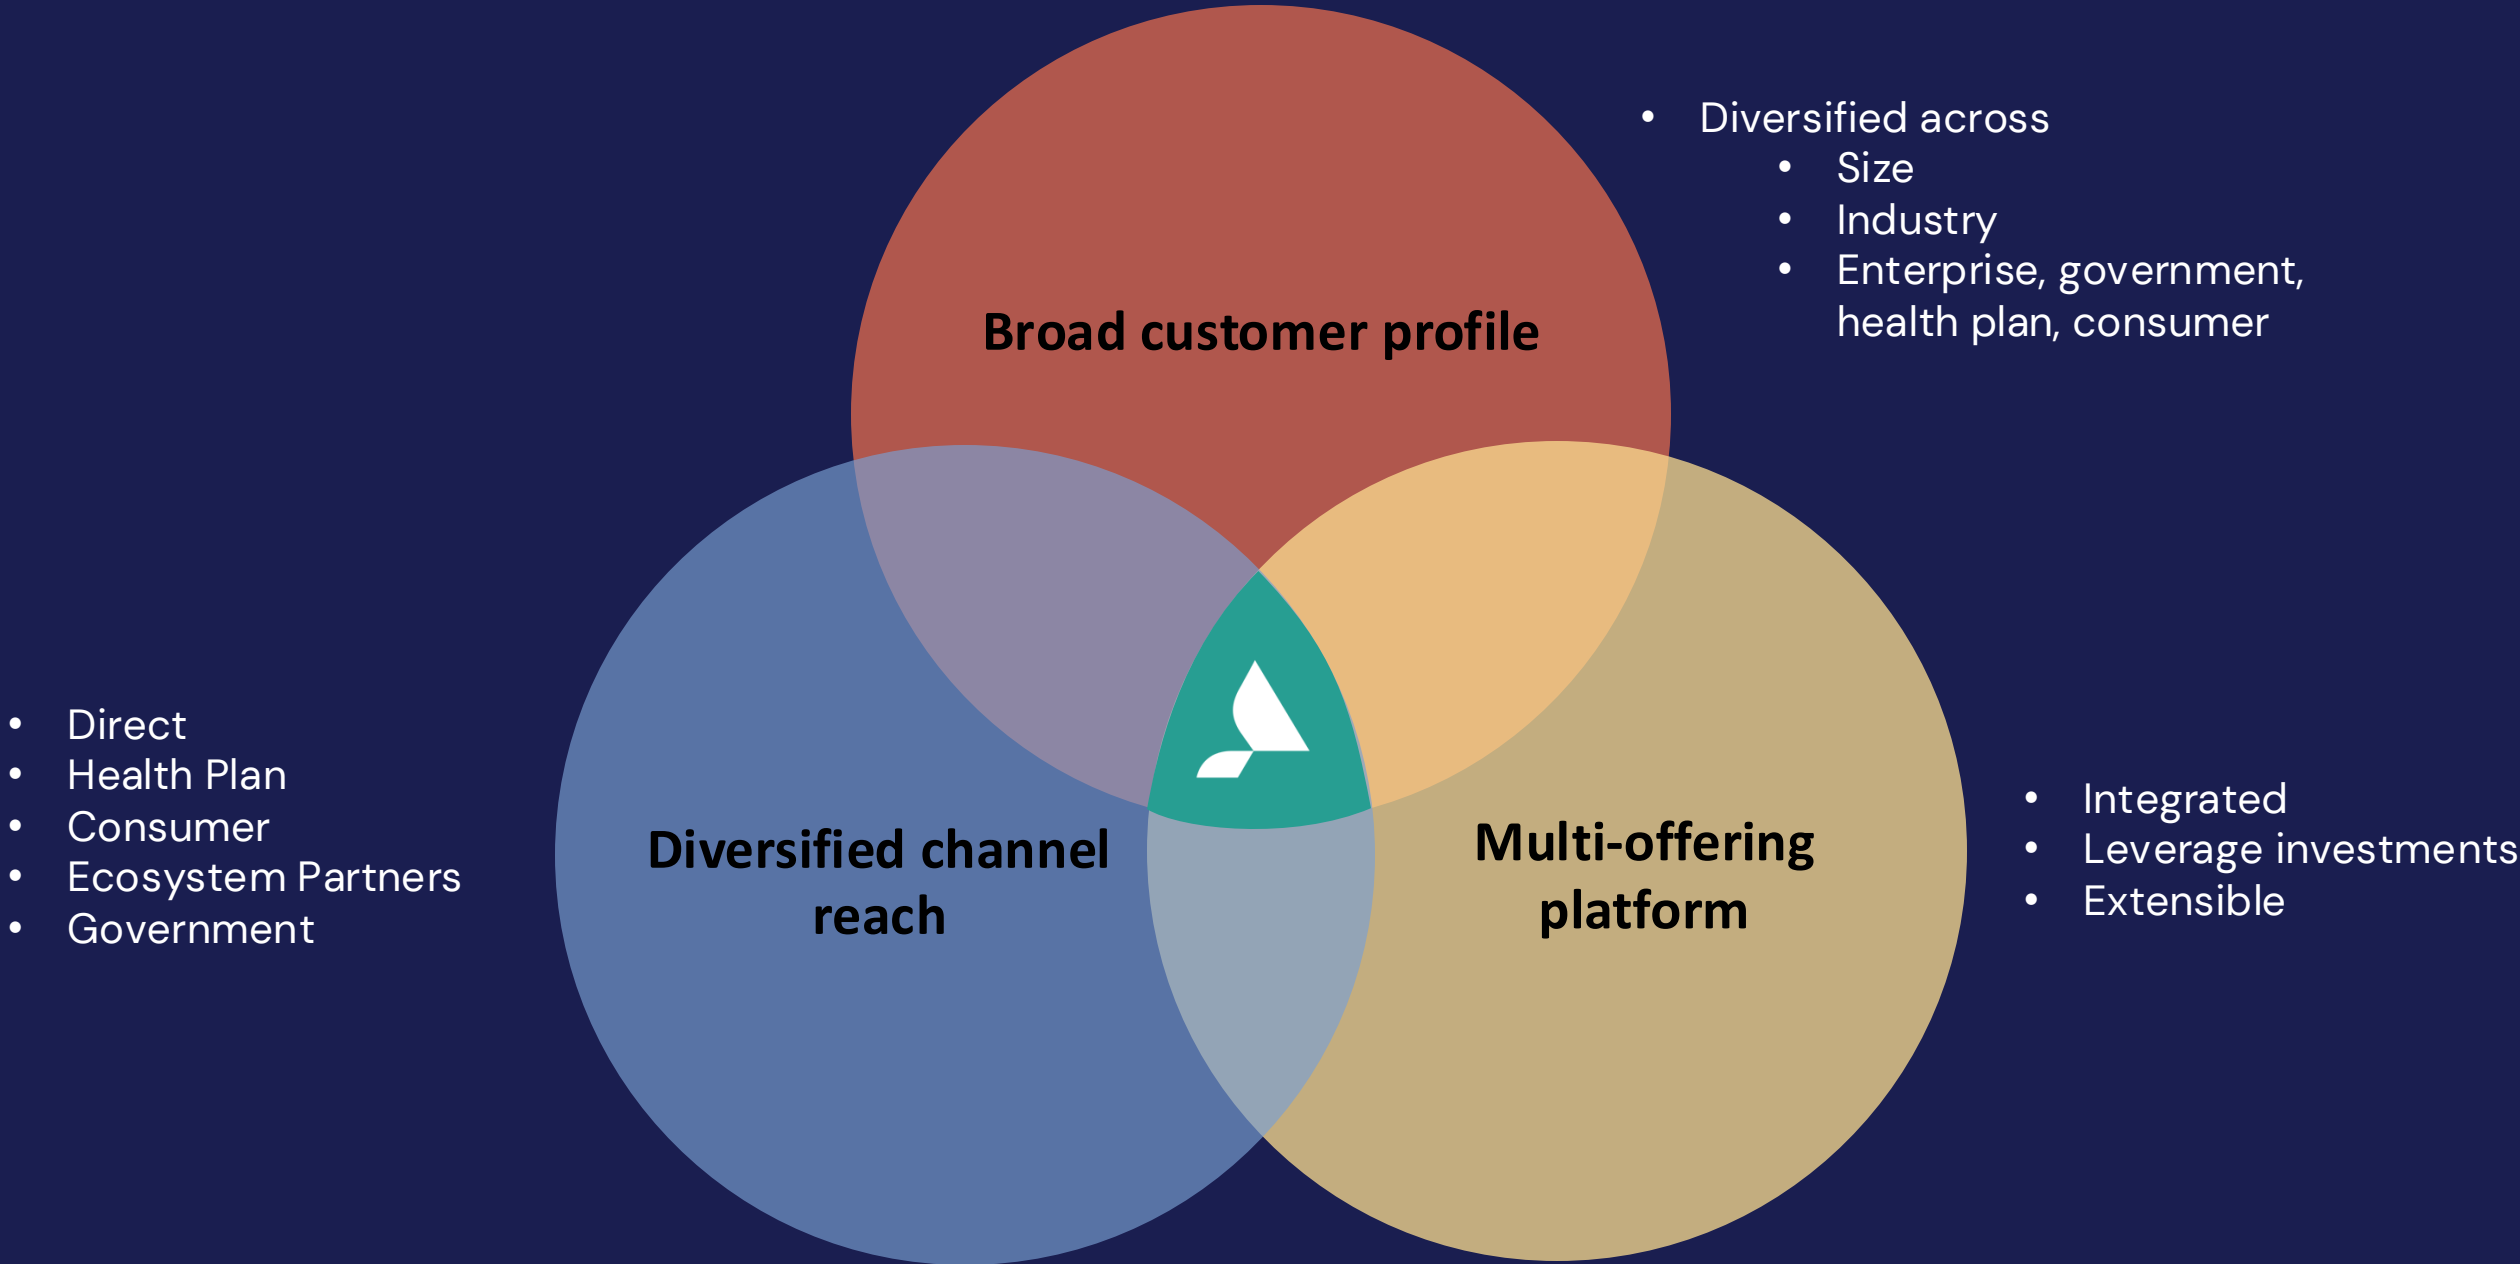 • Diversified across
• Size
• Industry
• Enterprise, government,
health plan, consumer
Broad customer profile
• Direct
• Health Plan
• Consumer
• Ecosystem Partners
• Government
Diversified channel
reach
Multi-offering
platform
• Integrated
• Leverage investments
• Extensible